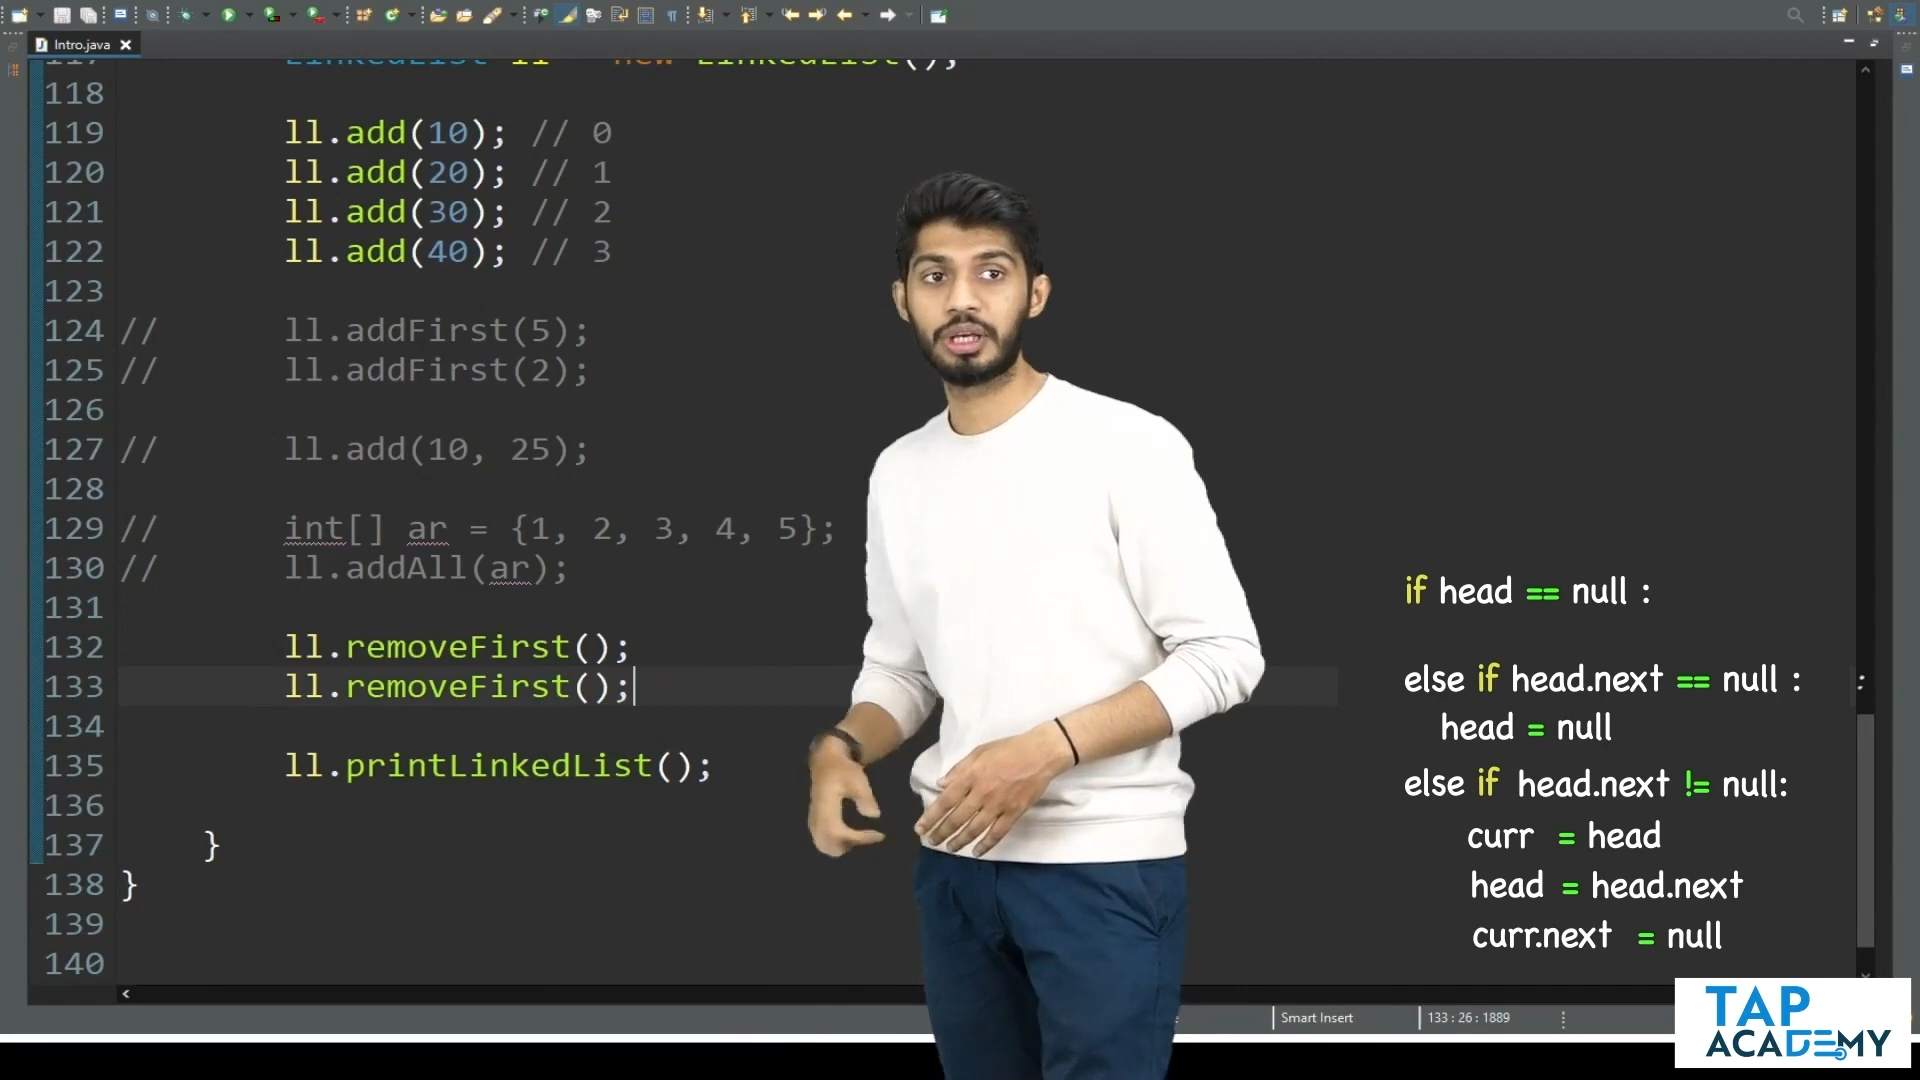 Intro.java
117 LinkedList ll = new LinkedList();
118
119 ll.add(10); // 0
120 ll.add(20); // 1
121 ll.add(30); // 2
122 ll.add(40); // 3
123
124 // ll.addFirst(5);
125 // ll.addFirst(2);
126
127 // ll.add(10, 25);
128
129 // int[] ar = {1, 2, 3, 4, 5};
130 // ll.addAll(ar);
131
132 ll.removeFirst();
133 ll.removeFirst();
134
135 ll.printLinkedList();
136
137 }
138 }
139
140
if head == null :
else if head.next == null :
head = null
else if head.next != null:
curr = head
head = head.next
curr.next = null
Smart Insert
133 : 26 : 1889
TAP
ACADEMY